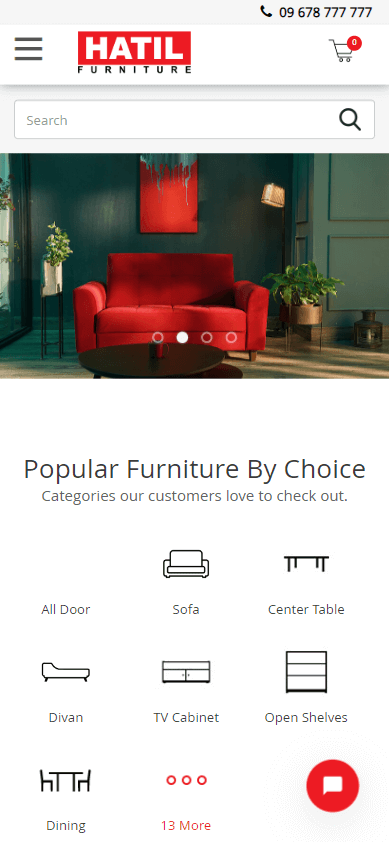 09 678 777 777
HATIL
FURNITURE
0
Search
Popular Furniture By Choice
Categories our customers love to check out.
All Door
Sofa
Center Table
Divan
TV Cabinet
Open Shelves
Dining
13 More